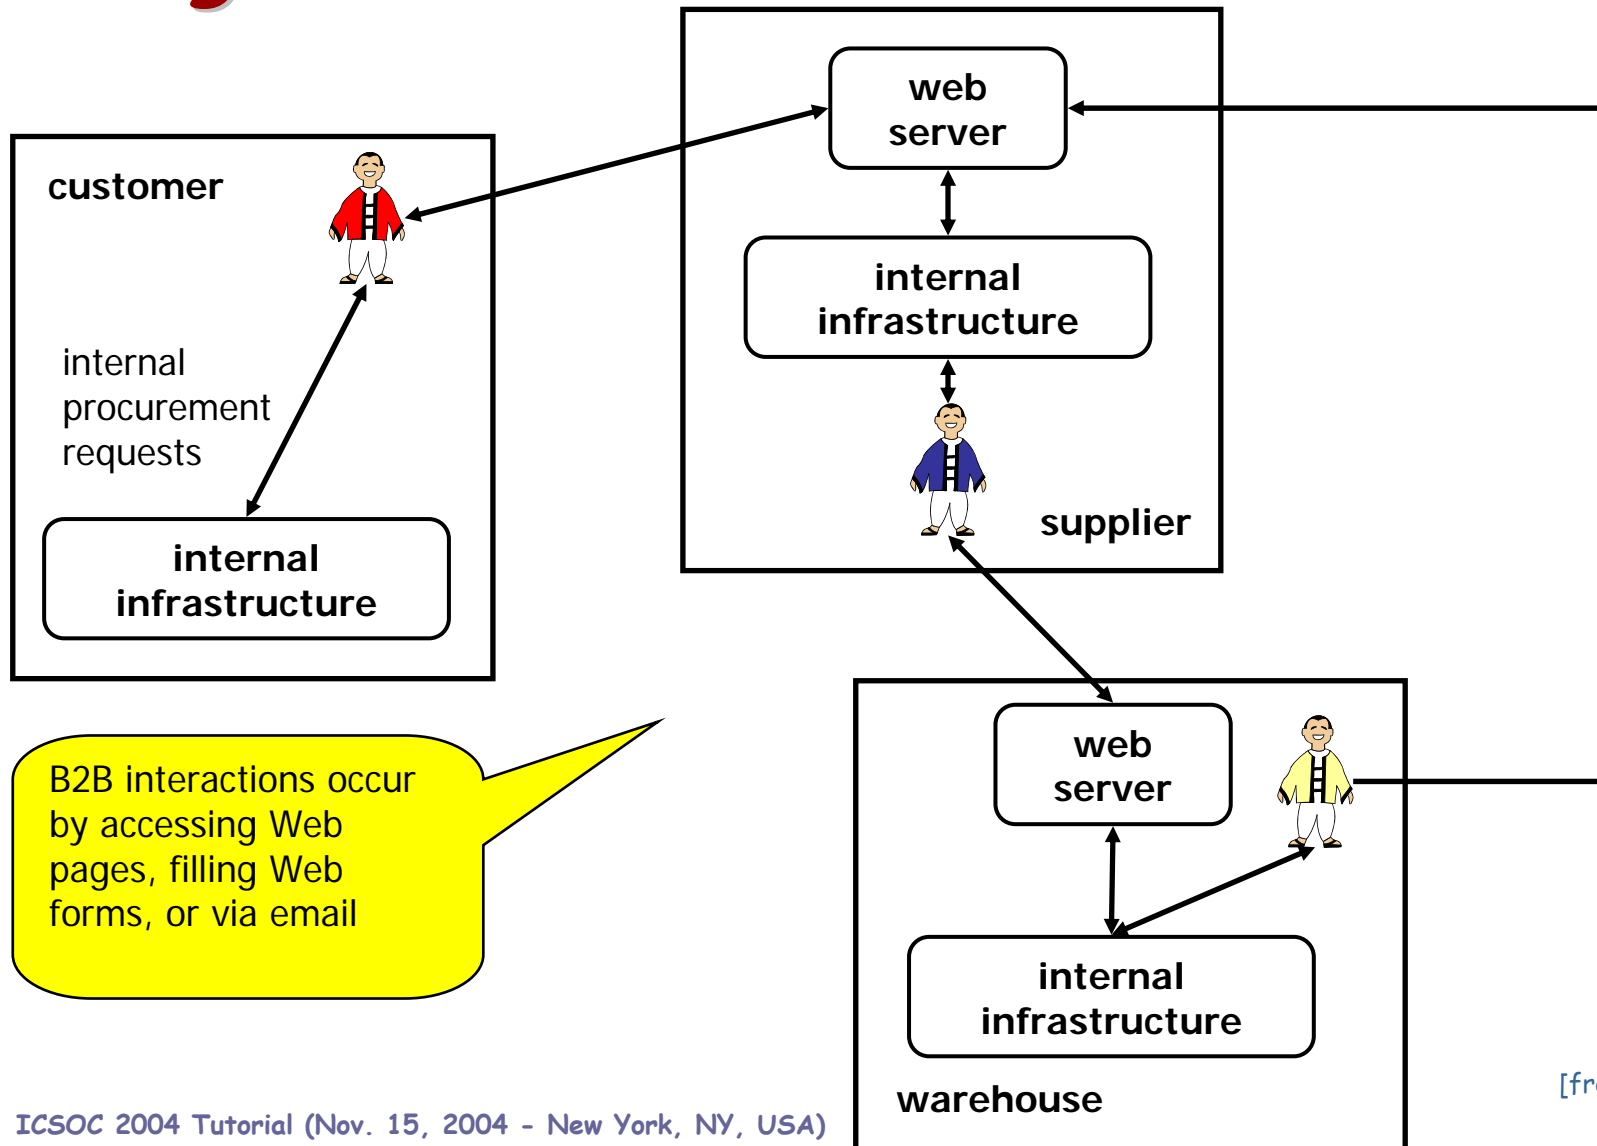 web
server
customer
internal
infrastructure
internal
procurement
requests
supplier
internal
infrastructure
web
server
B2B interactions occur
by accessing Web
pages, filling Web
forms, or via email
internal
infrastructure
warehouse
ICSOC 2004 Tutorial (Nov. 15, 2004 - New York, NY, USA)